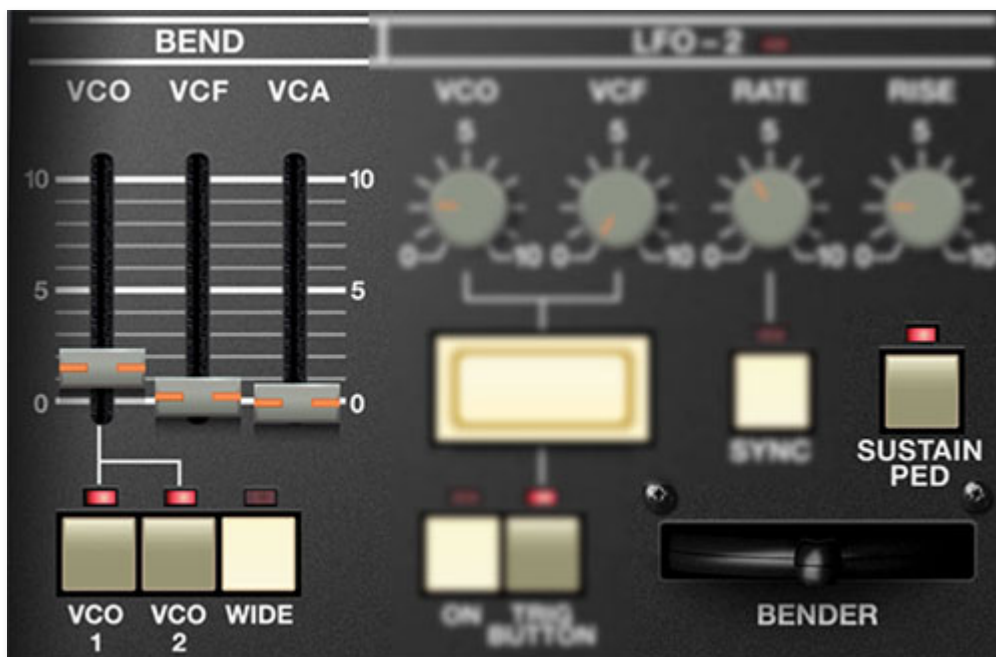 BEND
LFO-2
VCO VCF VCA
VCO VCF RATE RISE
5 5 5 5
10 10
0 10 0 10 0 10 0 10
5 5
0 0
SYNC
SUSTAIN
PED
VCO
1
VCO
2
WIDE
ON
TRIG
BUTTON
BENDER